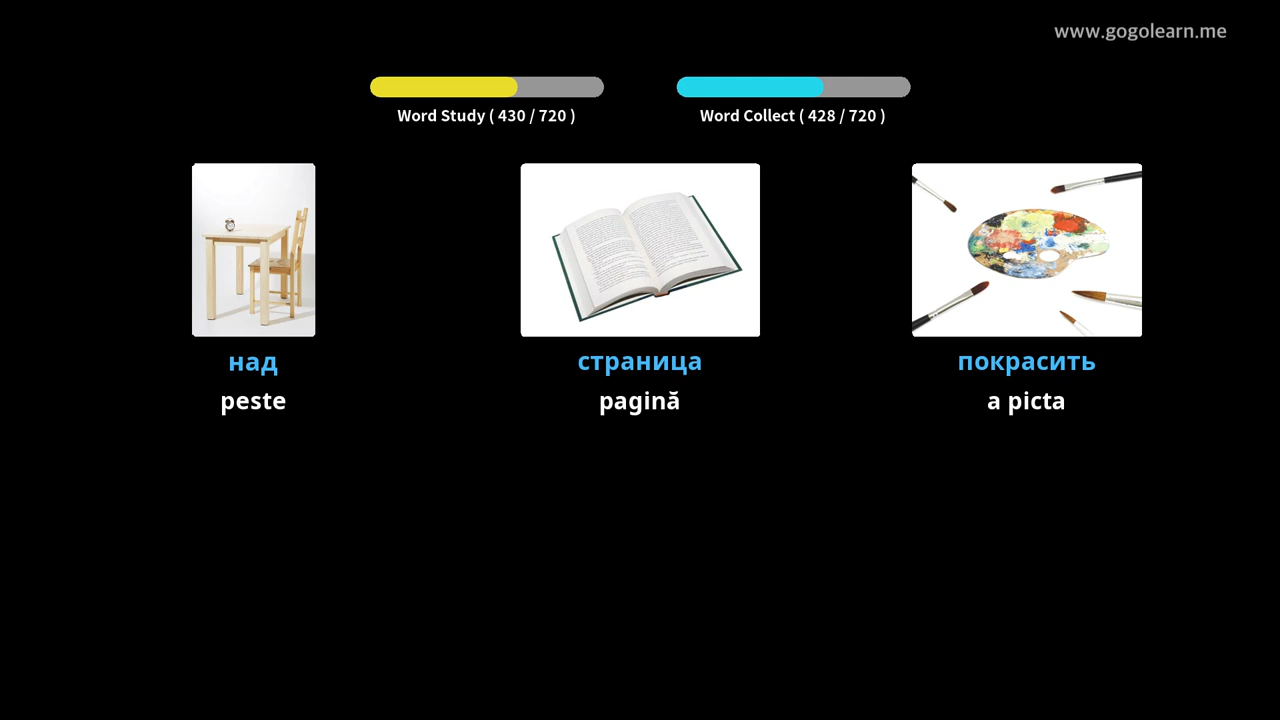 www.gogolearn.me
Word Study ( 430 / 720 )
Word Collect ( 428 / 720 )
над
страница
покрасить
peste
pagină
a picta